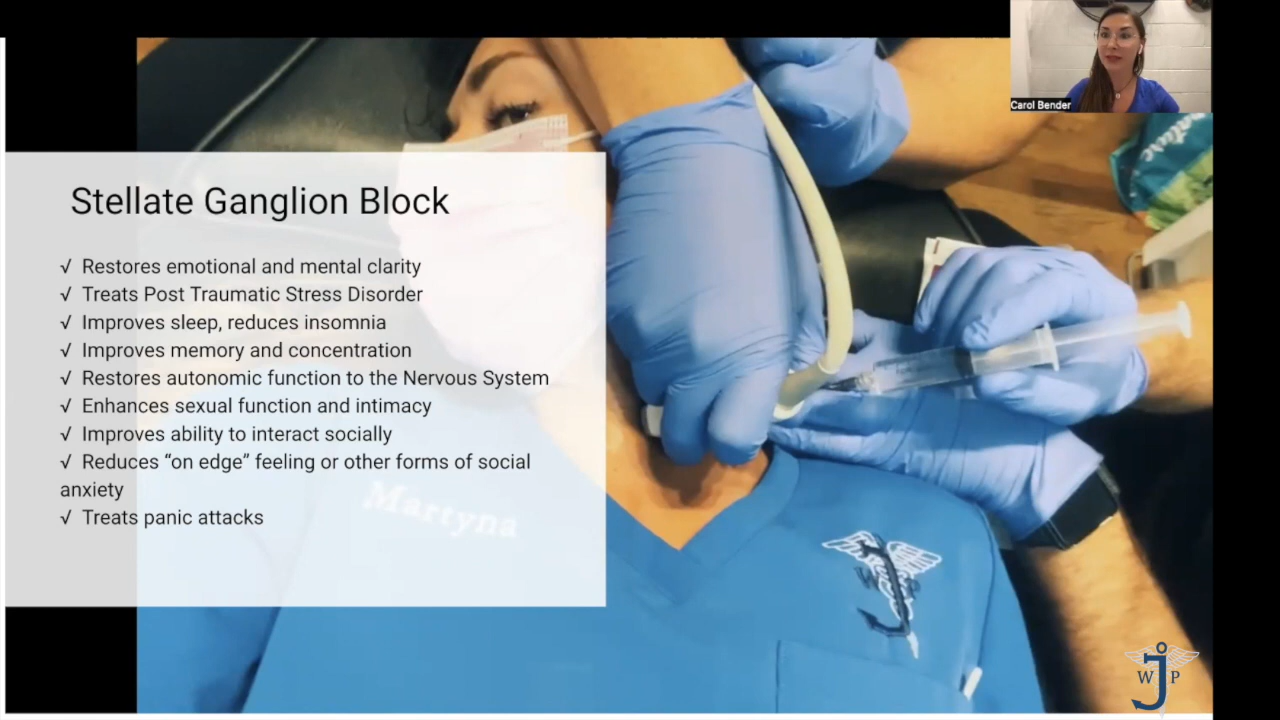 Carol Bender
nature
Stellate Ganglion Block
√ Restores emotional and mental clarity
√ Treats Post Traumatic Stress Disorder
√ Improves sleep, reduces insomnia
√ Improves memory and concentration
√ Restores autonomic function to the Nervous System
√ Enhances sexual function and intimacy
√ Improves ability to interact socially
√ Reduces “on edge” feeling or other forms of social
anxiety
√ Treats panic attacks
Martyna
W J P